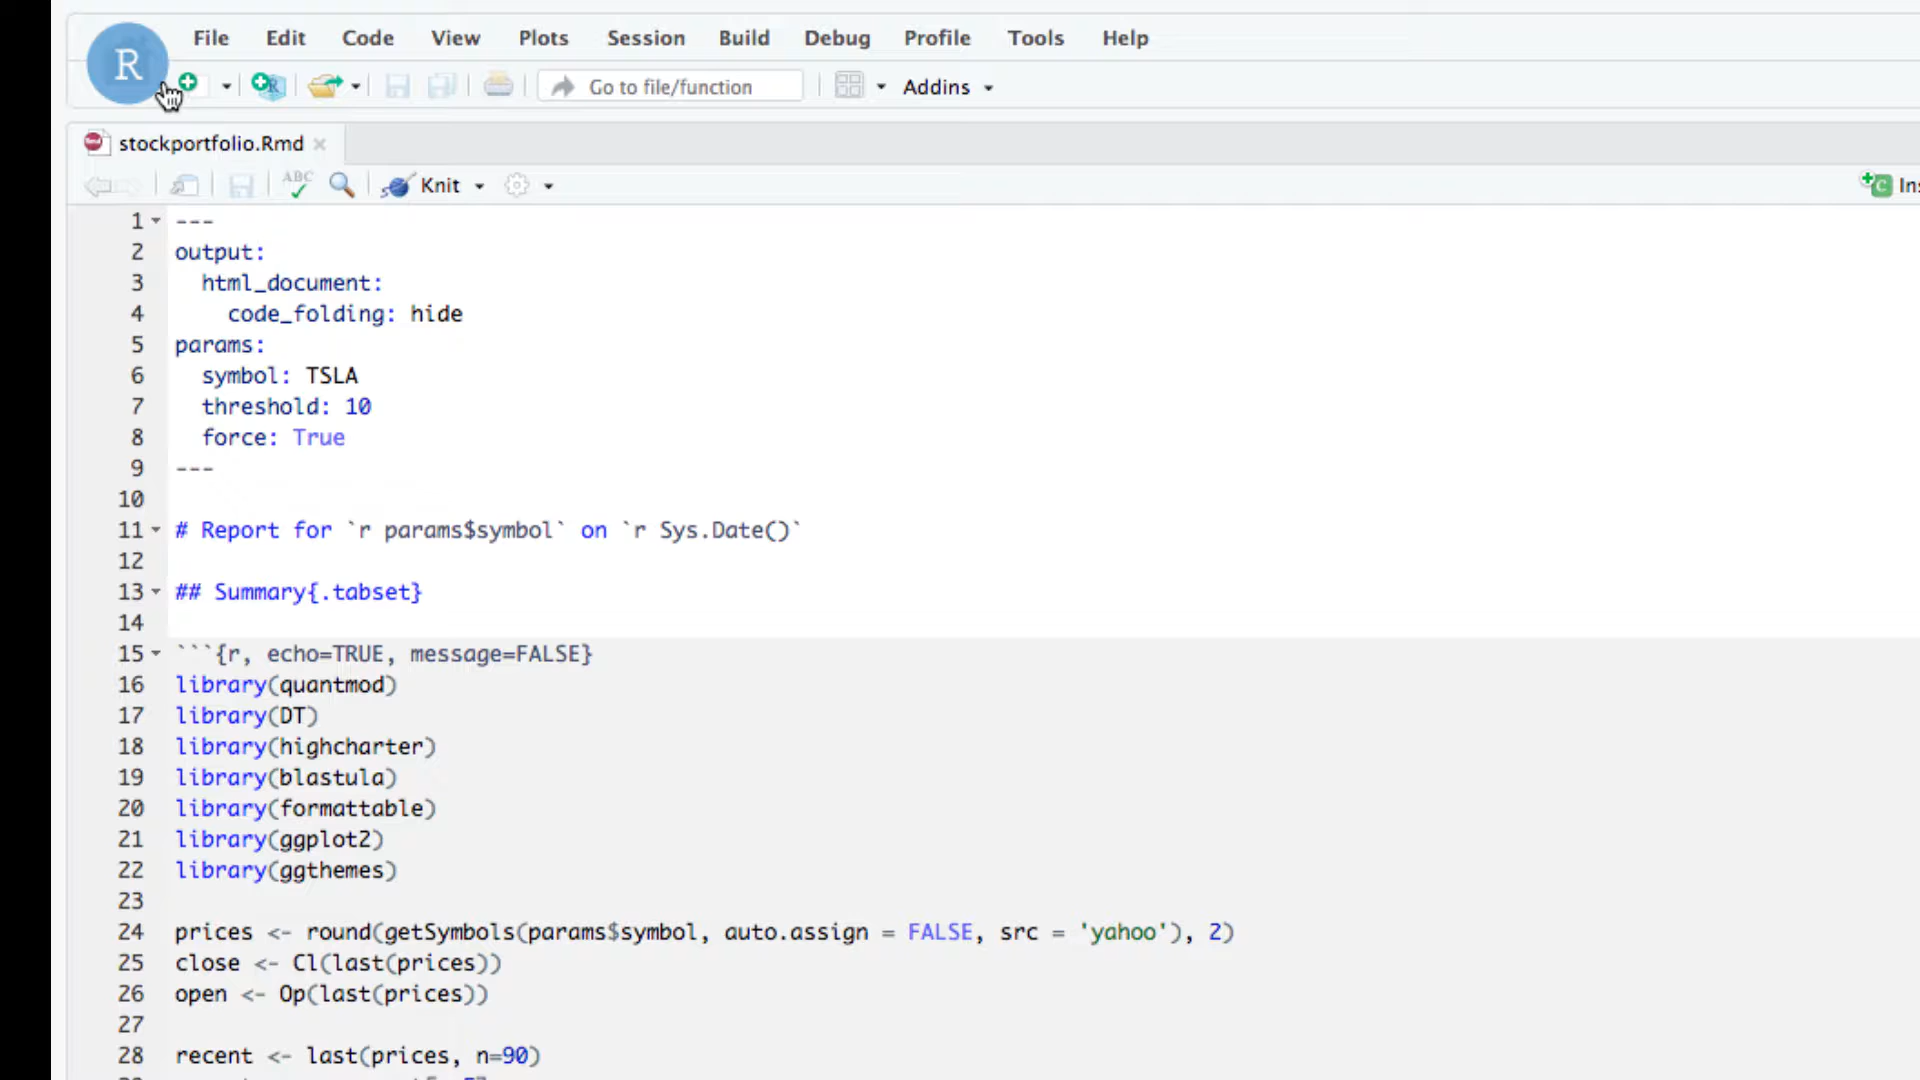 R File Edit Code View Plots Session Build Debug Profile Tools Help
Go to file/function Addins
stockportfolio.Rmd
ABC Knit
1 ---
2 output:
3 html_document:
4 code_folding: hide
5 params:
6 symbol: TSLA
7 threshold: 10
8 force: True
9 ---
10
11 # Report for `r params$symbol` on `r Sys.Date()`
12
13 ## Summary{.tabset}
14
15 ```{r, echo=TRUE, message=FALSE}
16 library(quantmod)
17 library(DT)
18 library(highcharter)
19 library(blastula)
20 library(formattable)
21 library(ggplot2)
22 library(ggthemes)
23
24 prices <- round(getSymbols(params$symbol, auto.assign = FALSE, src = 'yahoo'), 2)
25 close <- Cl(last(prices))
26 open <- Op(last(prices))
27
28 recent <- last(prices, n=90)